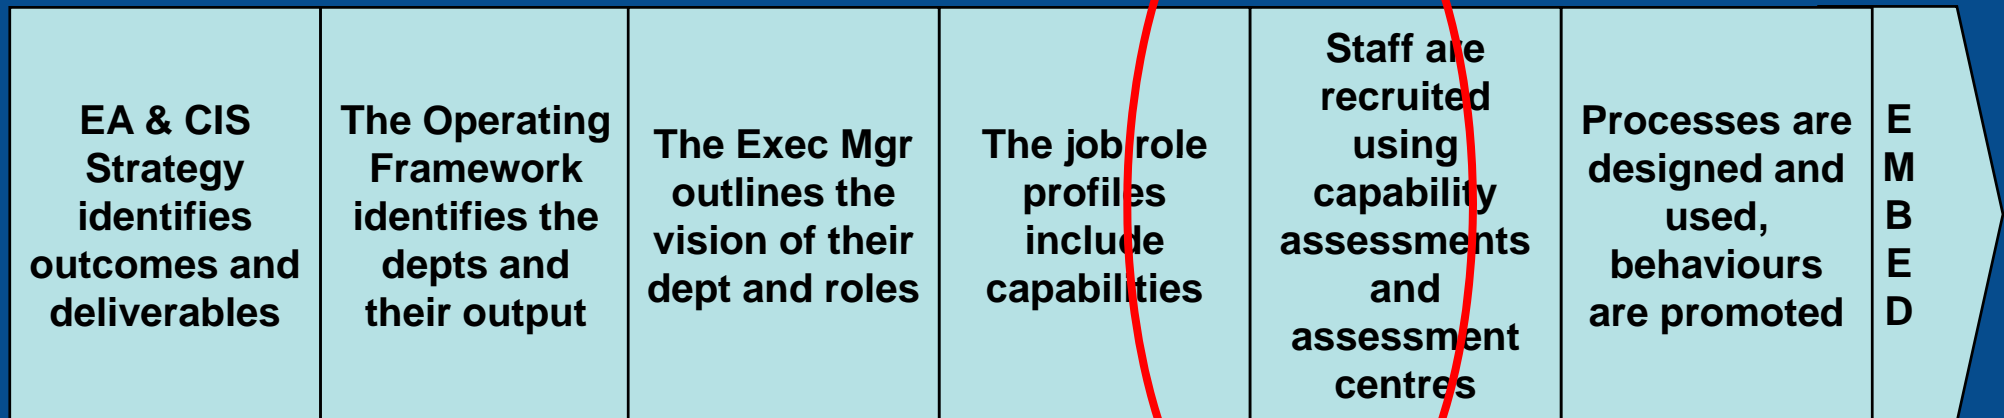 EA & CIS
Strategy
identifies
outcomes and
deliverables
The Operating
Framework
identifies the
depts and
their output
The Exec Mgr
outlines the
vision of their
dept and roles
The job role
profiles
include
capabilities
Staff are
recruited
using
capability
assessments
and
assessment
centres
Processes are
designed and
used,
behaviours
are promoted
E
M
B
E
D